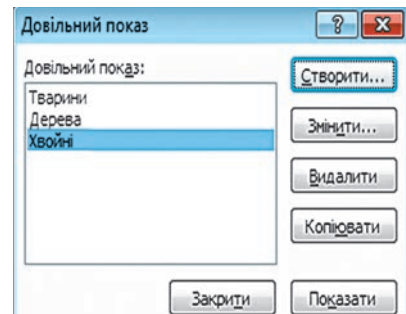 Довільний показ
Довільний показ:
Тварини
Дерева
Хвойні
Створити...
Змінити...
Видалити
Копіювати
Закрити
Показати